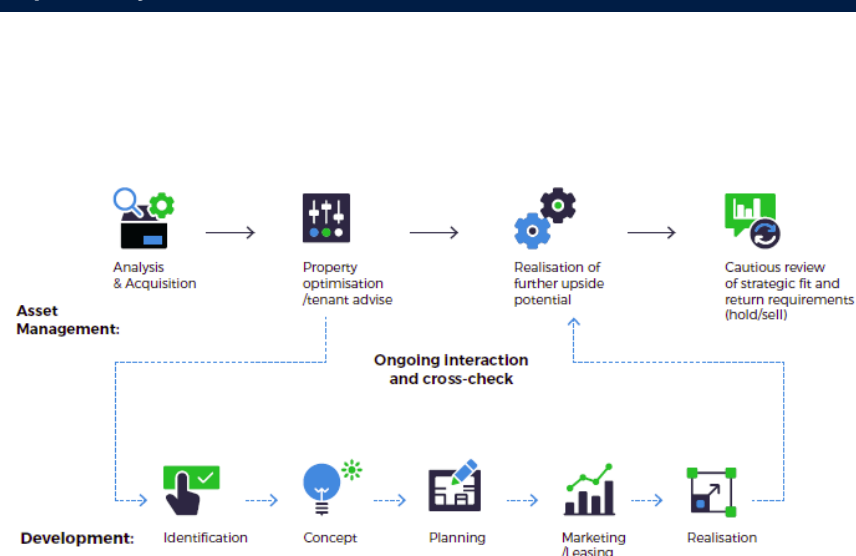 Analysis
& Acquisition
Property
optimisation
/tenant advise
Realisation of
further upside
potential
Cautious review
of strategic fit and
return requirements
(hold/sell)
Asset
Management:
Ongoing interaction
and cross-check
Development:
Identification
Concept
Planning
Marketing
/Leasing
Realisation